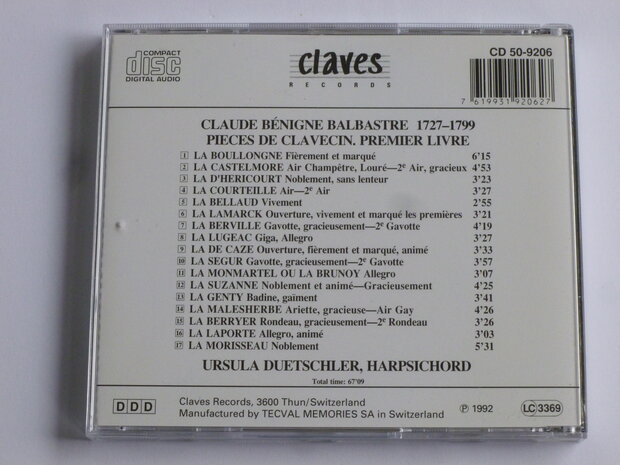 COMPACT
disc
DIGITAL AUDIO
claves
RECORDS
CD 50-9206
7 619931 920627
CLAUDE BÉNIGNE BALBASTRE 1727–1799
PIECES DE CLAVECIN. PREMIER LIVRE
1 LA BOULLONGNE Fièrement et marqué 6'15
2 LA CASTELMORE Air Champêtre, Louré—2e Air, gracieux 4'53
3 LA D'HERICOURT Noblement, sans lenteur 3'23
4 LA COURTEILLE Air—2e Air 3'27
5 LA BELLAUD Vivement 2'55
6 LA LAMARCK Ouverture, vivement et marqué les premières 3'21
7 LA BERVILLE Gavotte, gracieusement—2e Gavotte 4'19
8 LA LUGEAC Giga, Allegro 3'27
9 LA DE CAZE Ouverture, fièrement et marqué, animé 3'33
10 LA SEGUR Gavotte, gracieusement—2e Gavotte 3'57
11 LA MONMARTEL OU LA BRUNOY Allegro 3'07
12 LA SUZANNE Noblement et animé—Gracieusement 4'25
13 LA GENTY Badine, gaiment 3'41
14 LA MALESHERBE Ariette, gracieuse—Air Gay 4'26
15 LA BERRYER Rondeau, gracieusement—2e Rondeau 3'26
16 LA LAPORTE Allegro, animé 3'03
17 LA MORISSEAU Noblement 5'31
URSULA DUETSCHLER, HARPSICHORD
Total time: 67'09
DDD
Claves Records, 3600 Thun/Switzerland
Manufactured by TECVAL MEMORIES SA in Switzerland
Ⓟ 1992
LC 3369